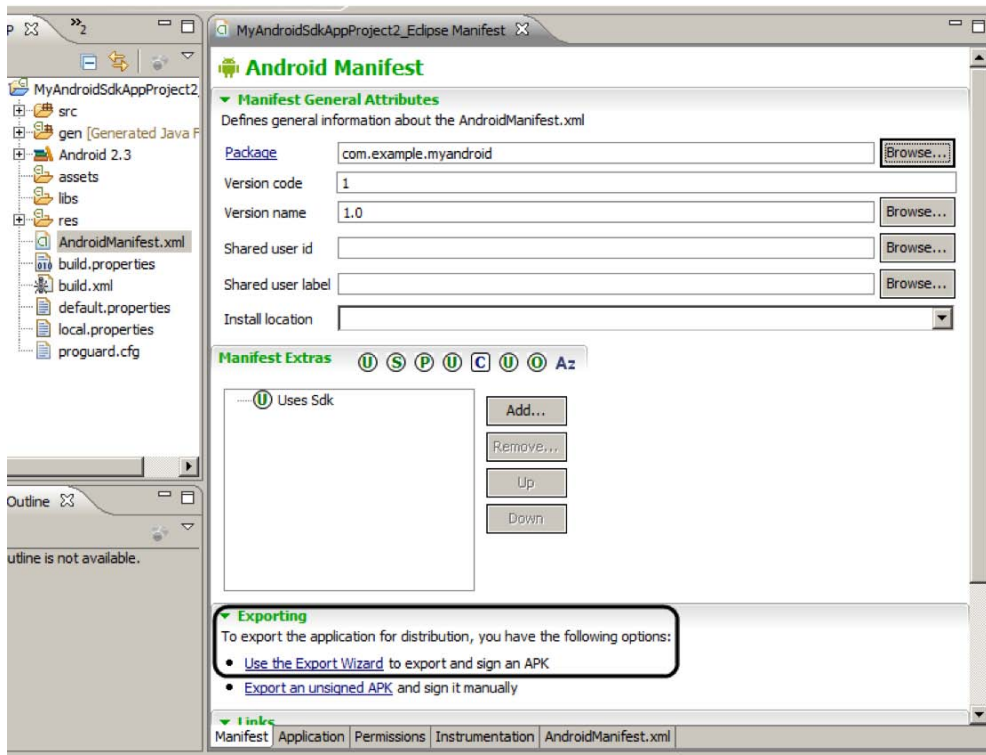 P
»2
MyAndroidSdkAppProject2_Eclipse Manifest
MyAndroidSdkAppProject2
src
gen [Generated Java F
Android 2.3
assets
libs
res
AndroidManifest.xml
build.properties
build.xml
default.properties
local.properties
proguard.cfg
Outline
utline is not available.
Android Manifest
Manifest General Attributes
Defines general information about the AndroidManifest.xml
Package com.example.myandroid Browse...
Version code 1
Version name 1.0 Browse...
Shared user id Browse...
Shared user label Browse...
Install location
Manifest Extras U S P U C U O Az
U Uses Sdk
Add...
Remove...
Up
Down
Exporting
To export the application for distribution, you have the following options:
• Use the Export Wizard to export and sign an APK
• Export an unsigned APK and sign it manually
Links
Manifest Application Permissions Instrumentation AndroidManifest.xml